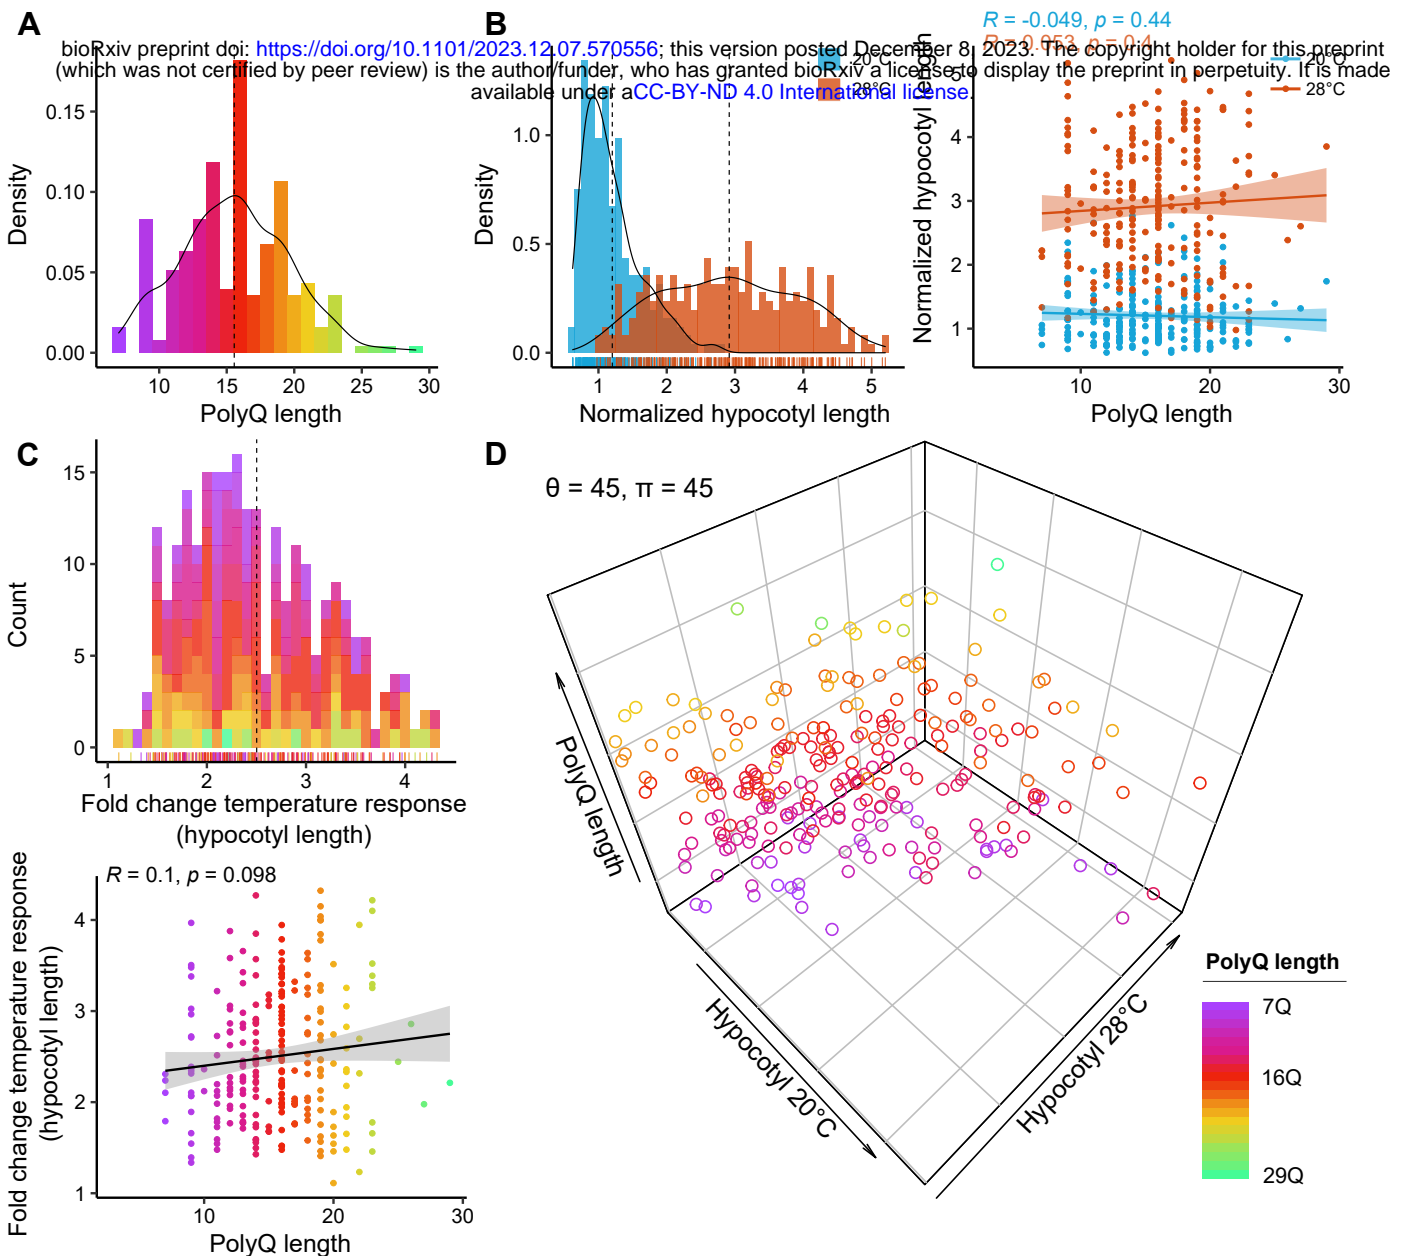 A
B
R = -0.049, p = 0.44
R = 0.053, p = 0.4
bioRxiv preprint doi: https://doi.org/10.1101/2023.12.07.570556; this version posted December 8, 2023. The copyright holder for this preprint
(which was not certified by peer review) is the author/funder, who has granted bioRxiv a license to display the preprint in perpetuity. It is made
available under aCC-BY-ND 4.0 International license.
0.15
0.10
0.05
0.00
Density
10
15
20
25
30
PolyQ length
20°C
28°C
1.0
0.5
0.0
Density
1
2
3
4
5
Normalized hypocotyl length
20°C
28°C
5
4
3
2
1
Normalized hypocotyl length
10
20
30
PolyQ length
C
15
10
5
0
Count
1
2
3
4
Fold change temperature response
(hypocotyl length)
R = 0.1, p = 0.098
4
3
2
1
Fold change temperature response
(hypocotyl length)
10
20
30
PolyQ length
D
θ = 45, π = 45
PolyQ length
Hypocotyl 20°C
Hypocotyl 28°C
PolyQ length
7Q
16Q
29Q